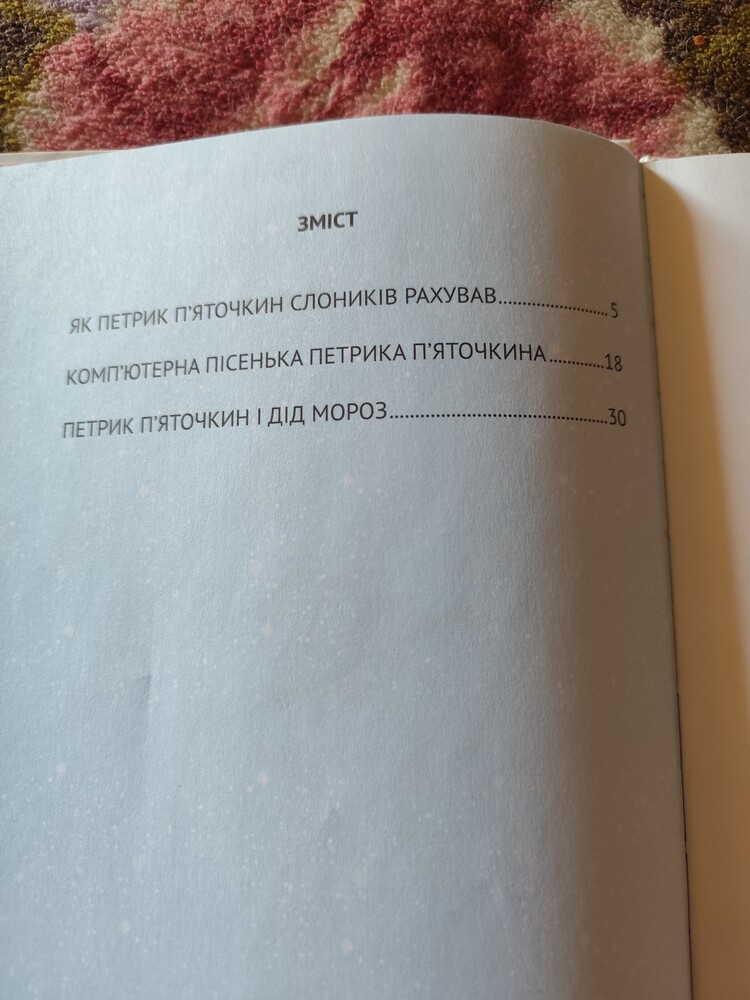 ЗМІСТ
ЯК ПЕТРИК П'ЯТОЧКИН СЛОНИКІВ РАХУВАВ........................5
КОМП'ЮТЕРНА ПІСЕНЬКА ПЕТРИКА П'ЯТОЧКИНА............18
ПЕТРИК П'ЯТОЧКИН І ДІД МОРОЗ................................................30